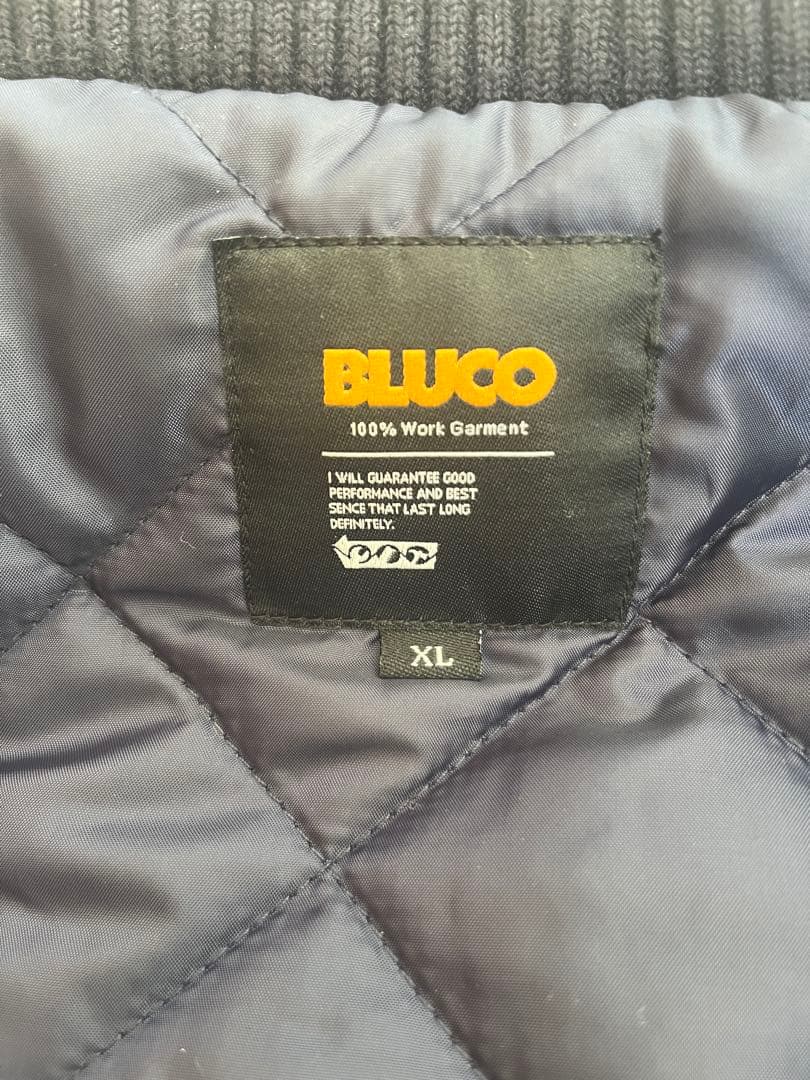 BLUCO
100% Work Garment
I WILL GUARANTEE GOOD
PERFORMANCE AND BEST
SENCE THAT LAST LONG
DEFINITELY.
XL